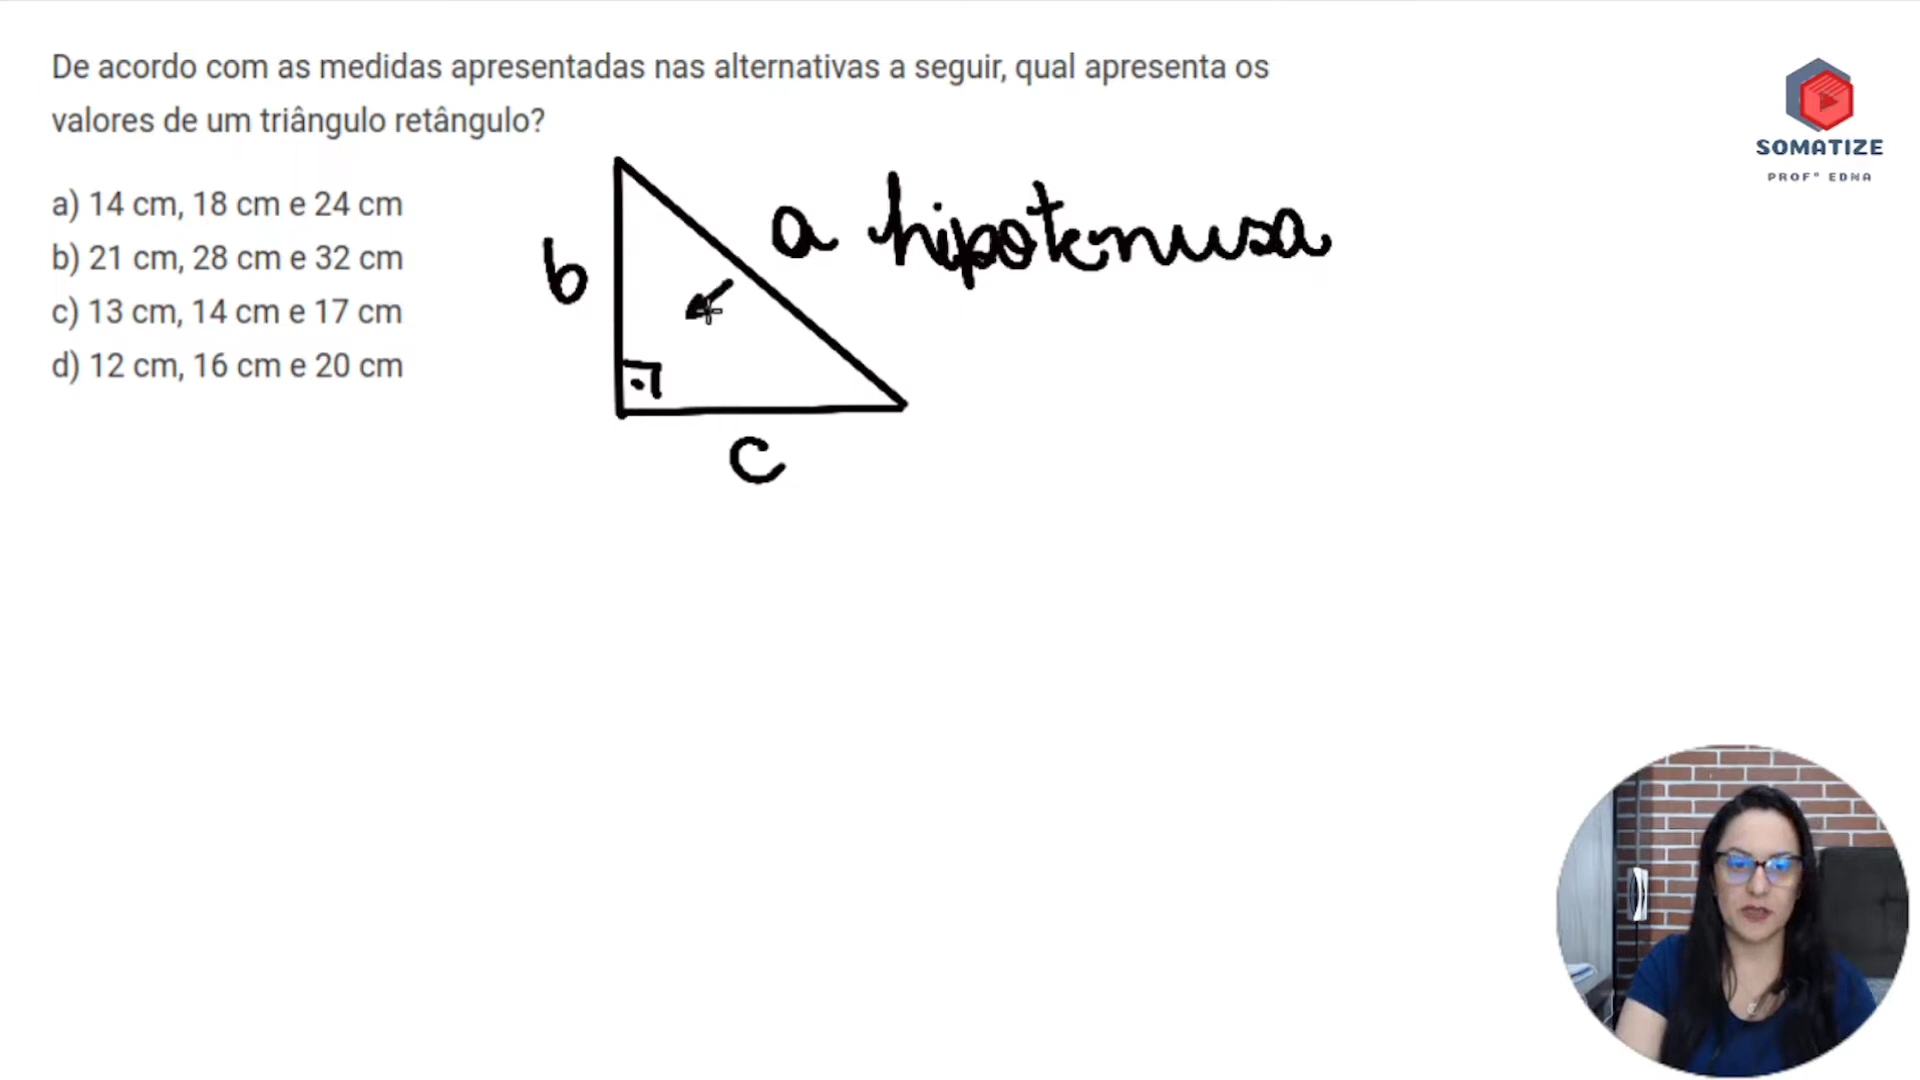 De acordo com as medidas apresentadas nas alternativas a seguir, qual apresenta os
valores de um triângulo retângulo?
a) 14 cm, 18 cm e 24 cm
b) 21 cm, 28 cm e 32 cm
c) 13 cm, 14 cm e 17 cm
d) 12 cm, 16 cm e 20 cm
b
a hipotenusa
c
SOMATIZE
PROFª EDNA